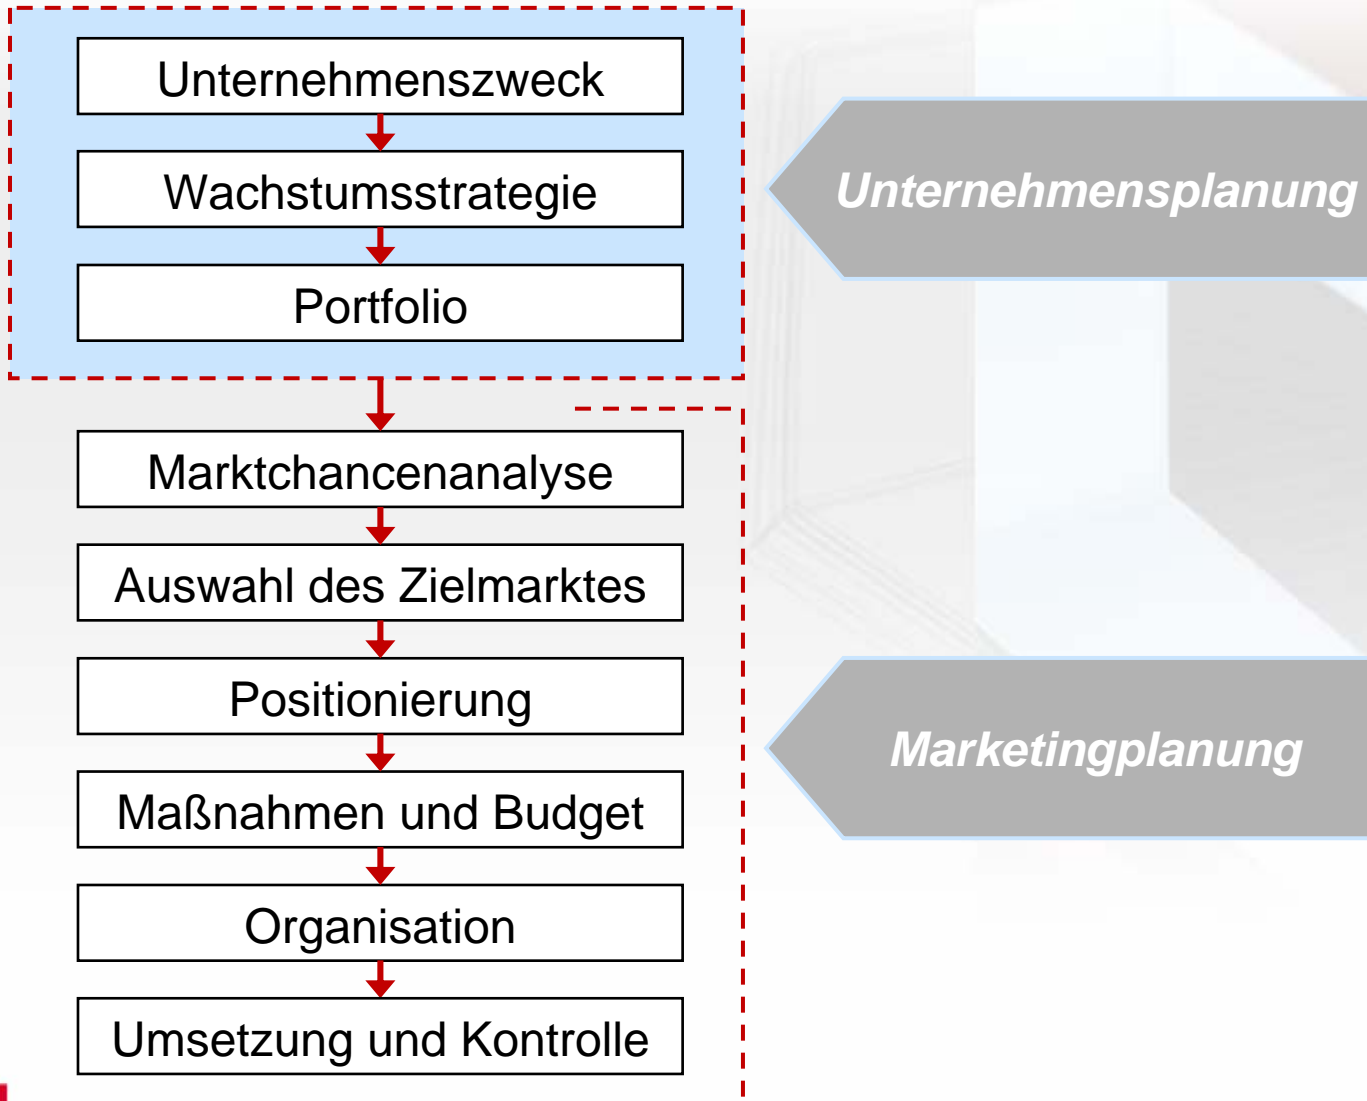 Unternehmenszweck
Wachstumsstrategie
Portfolio
Unternehmensplanung
Marktchancenanalyse
Auswahl des Zielmarktes
Positionierung
Maßnahmen und Budget
Organisation
Umsetzung und Kontrolle
Marketingplanung